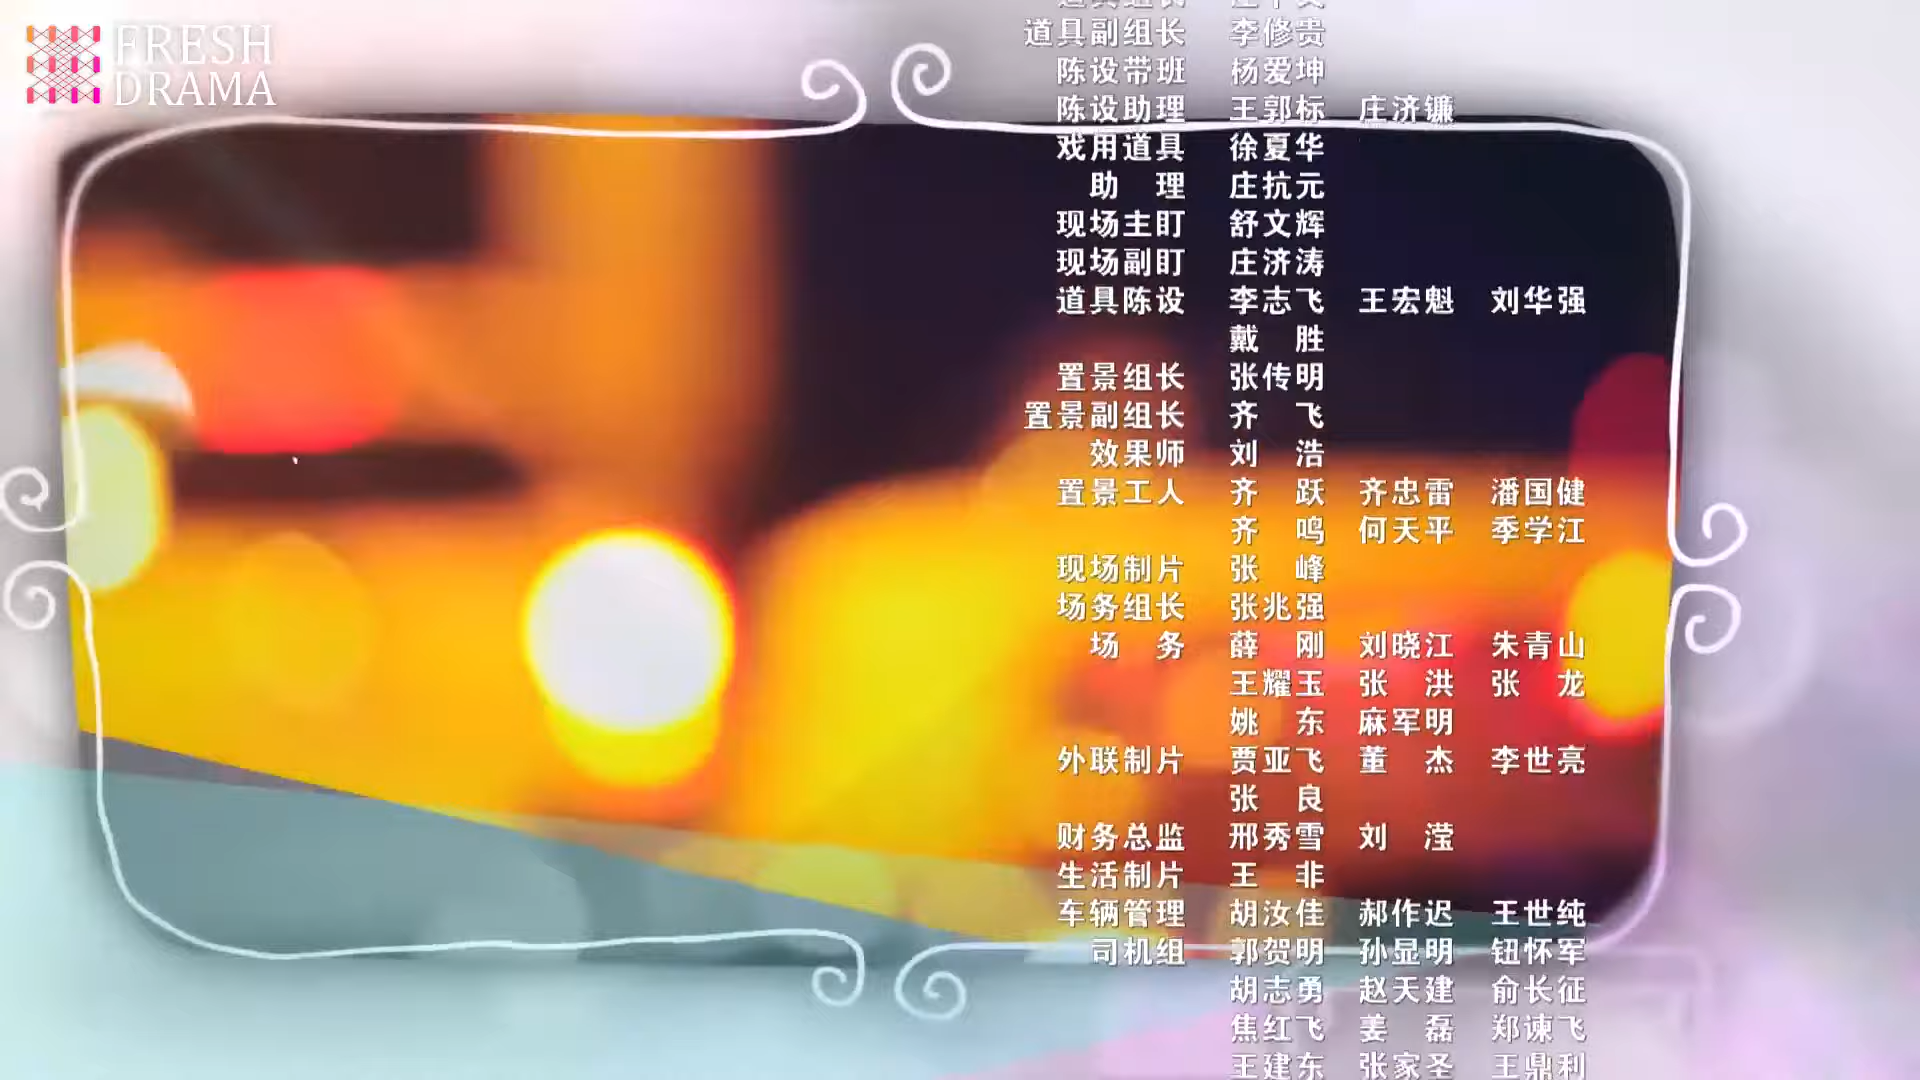 FRESH
DRAMA
道具副组长 李修贵
陈设带班 杨爱坤
陈设助理 王郭标 庄济镰
戏用道具 徐夏华
助 理 庄抗元
现场主盯 舒文辉
现场副盯 庄济涛
道具陈设 李志飞 王宏魁 刘华强
戴 胜
置景组长 张传明
置景副组长 齐 飞
效果师 刘 浩
置景工人 齐 跃 齐忠雷 潘国健
齐 鸣 何天平 季学江
现场制片 张 峰
场务组长 张兆强
场 务 薛 刚 刘晓江 朱青山
王耀玉 张 洪 张 龙
姚 东 麻军明
外联制片 贾亚飞 董 杰 李世亮
张 良
财务总监 邢秀雪 刘 滢
生活制片 王 非
车辆管理 胡汝佳 郝作迟 王世纯
司机组 郭贺明 孙显明 钮怀军
胡志勇 赵天建 俞长征
焦红飞 姜 磊 郑谏飞
王建东 张家圣 王鼎利